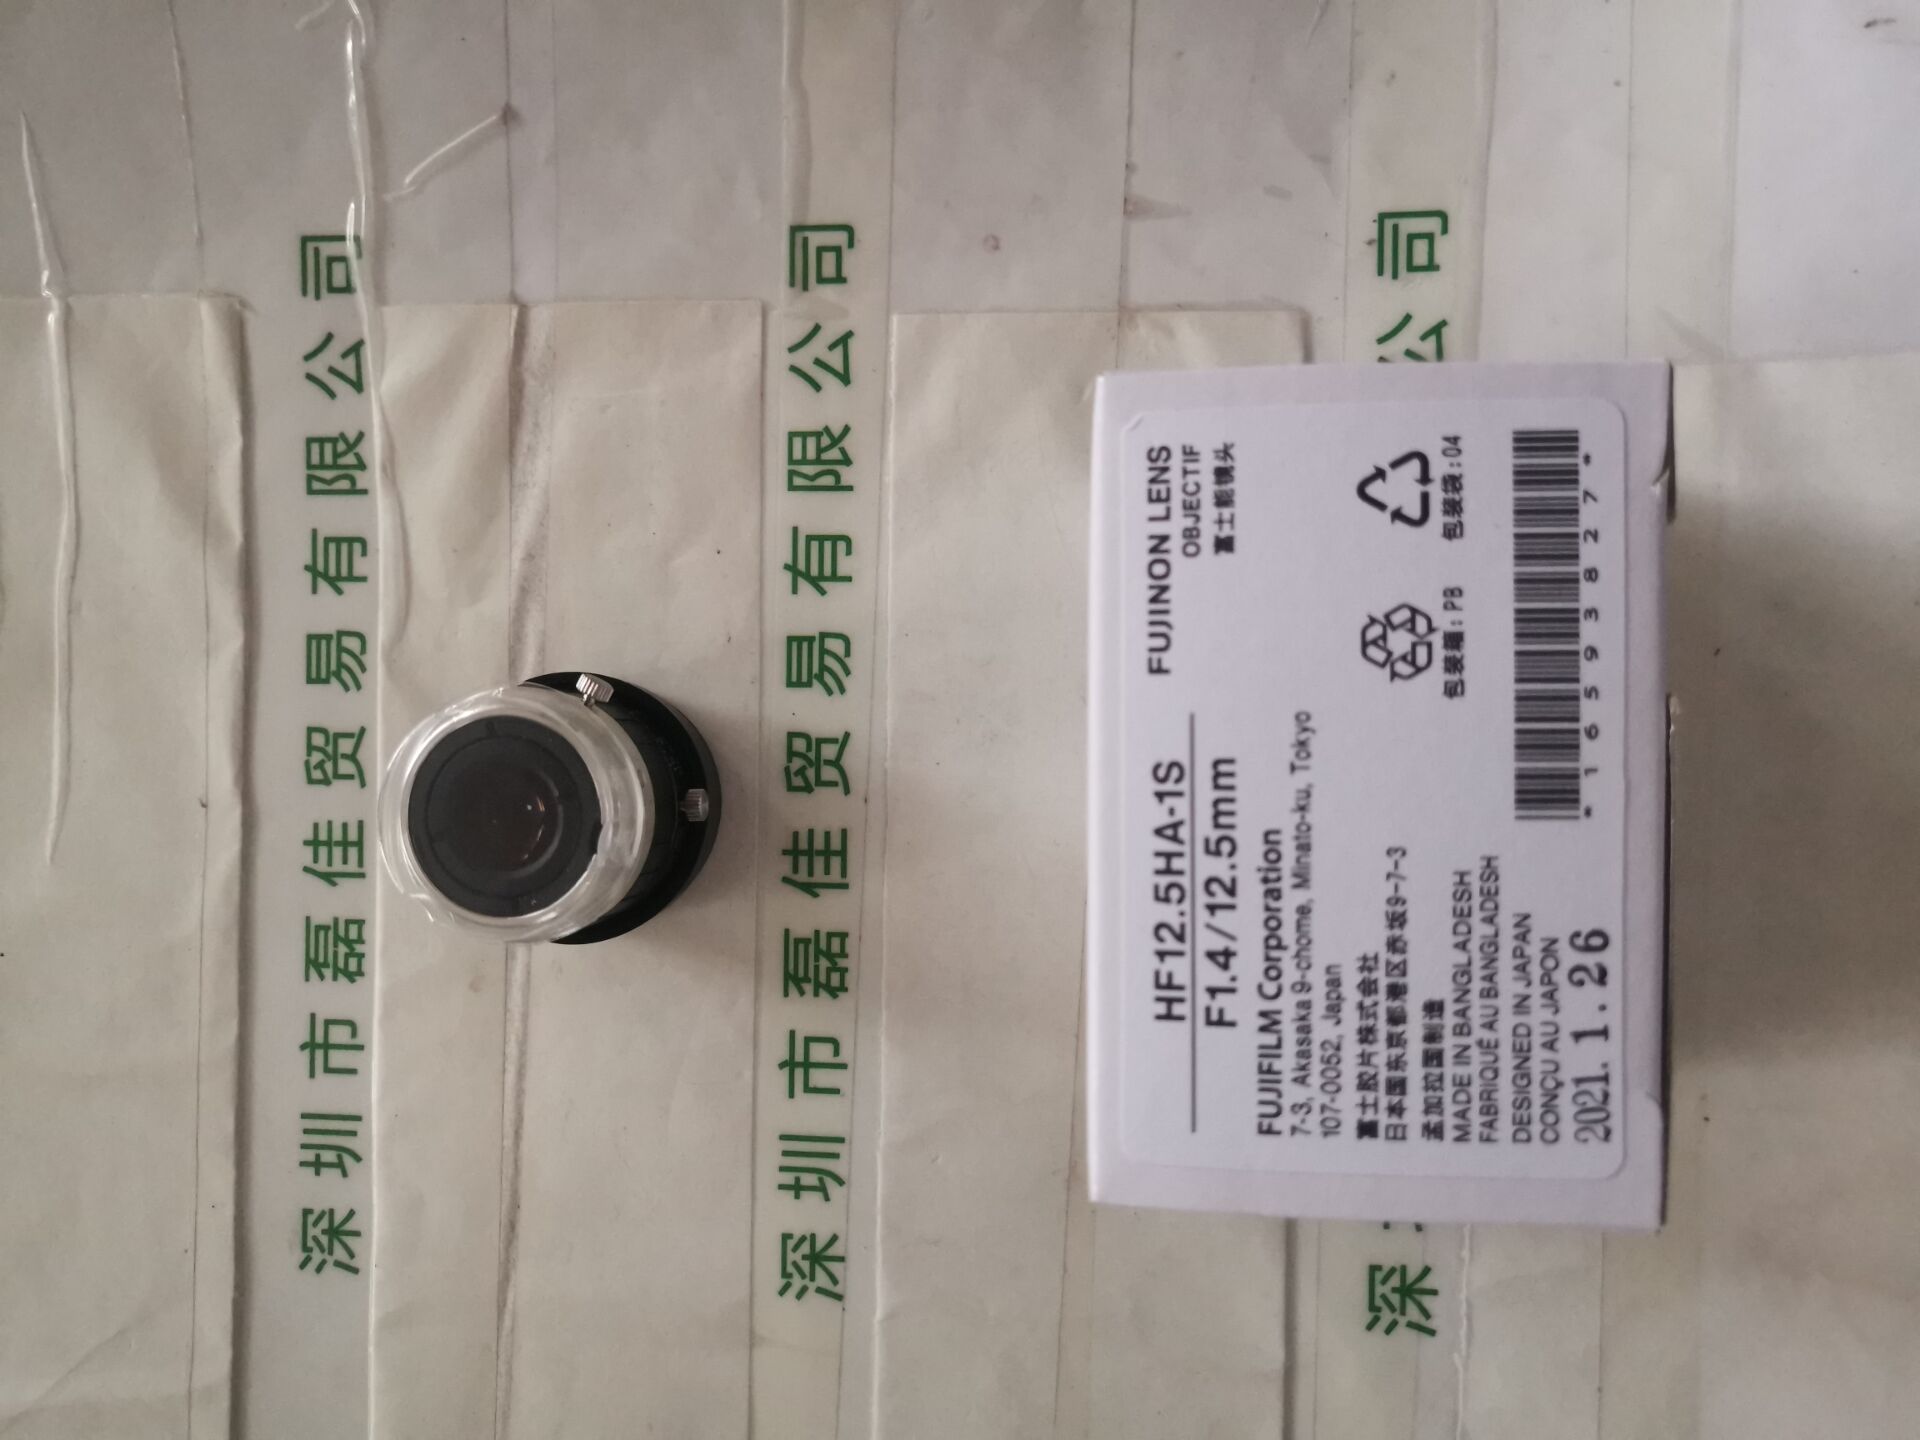 深圳市磊佳贸易有限公司
深圳市磊佳贸易有限公司
深
公司
HF12.5HA-1S
F1.4/12.5mm
FUJINON LENS
OBJECTIF
富士能镜头
FUJIFILM Corporation
7-3, Akasaka 9-chome, Minato-ku, Tokyo
107-0052, Japan
富士胶片株式会社
日本国东京都港区赤坂9-7-3
孟加拉国制造
MADE IN BANGLADESH
FABRIQUÉ AU BANGLADESH
DESIGNED IN JAPAN
CONÇU AU JAPON
2021.1.26
包装箱:PB
包装袋:04
*16593827*